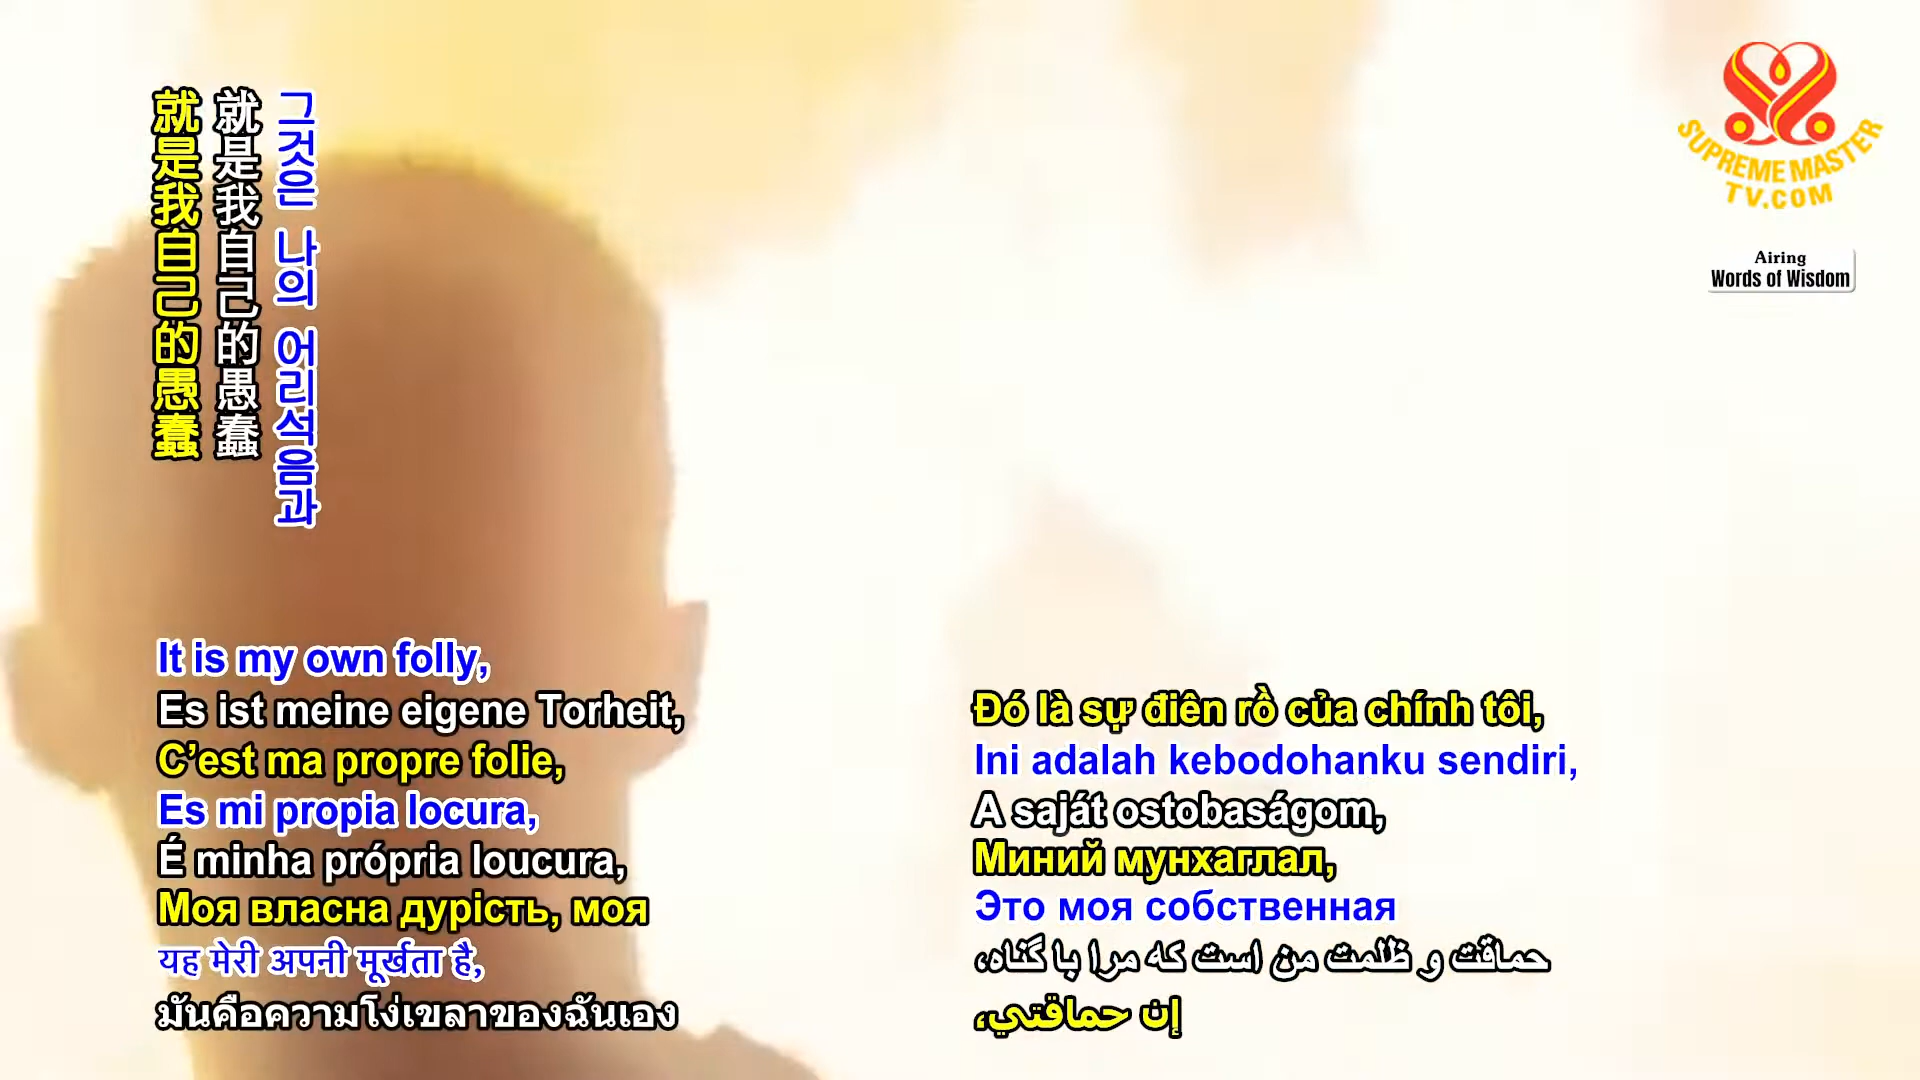 就是我自己的愚蠢
就是我自己的愚蠢
그것은 나의 어리석음과
SUPREME MASTER
TV.COM
Airing
Words of Wisdom
It is my own folly,
Es ist meine eigene Torheit,
C’est ma propre folie,
Es mi propia locura,
É minha própria loucura,
Моя власна дурість, моя
यह मेरी अपनी मूर्खता है,
มันคือความโง่เขลาของฉันเอง
Đó là sự điên rồ của chính tôi,
Ini adalah kebodohanku sendiri,
A saját ostobaságom,
Миний мунхаглал,
Это моя собственная
حماقت و ظلمت من است که مرا با گناه،
إن حماقتي،